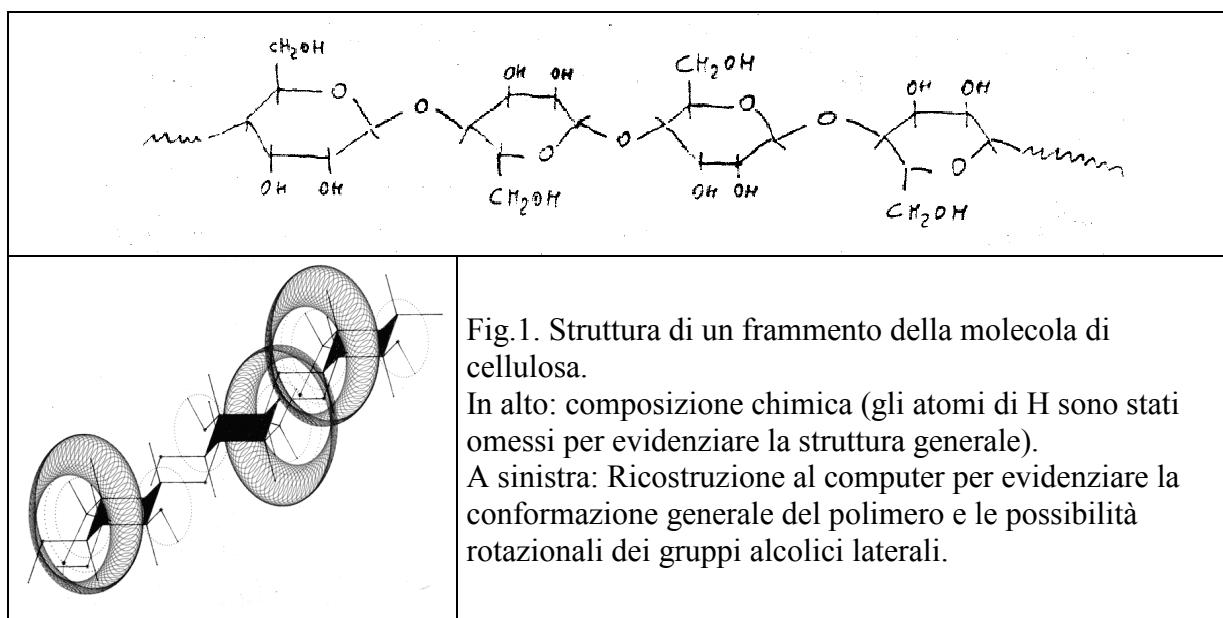 CH₂OH
OH OH
CH₂OH
OH OH
O O O O O
O O
OH OH
CH₂OH
OH OH
CH₂OH
Fig.1. Struttura di un frammento della molecola di
cellulosa.
In alto: composizione chimica (gli atomi di H sono stati
omessi per evidenziare la struttura generale).
A sinistra: Ricostruzione al computer per evidenziare la
conformazione generale del polimero e le possibilità
rotazionali dei gruppi alcolici laterali.